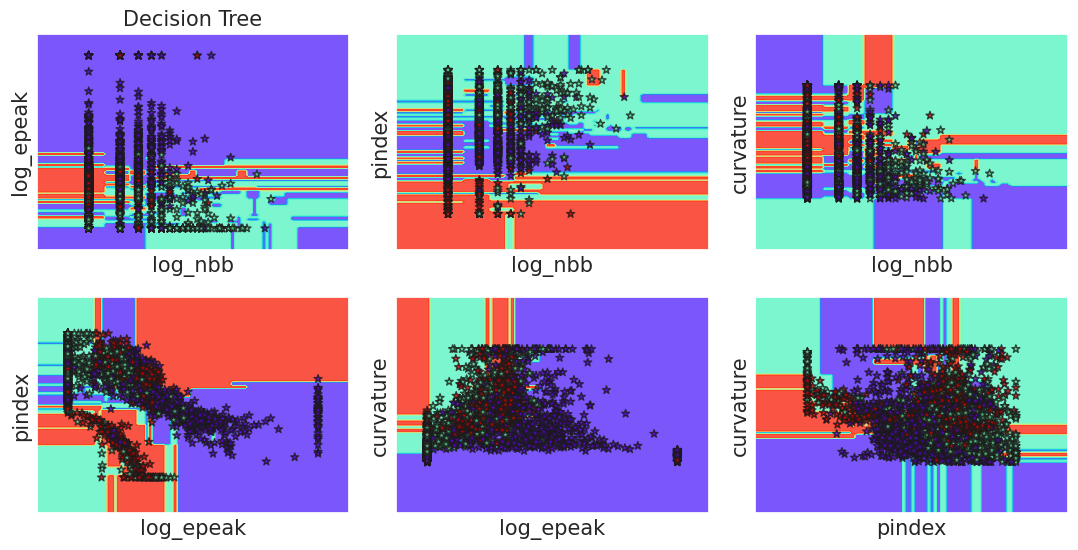 Decision Tree
log_epeak
log_nbb
pindex
log_nbb
curvature
log_nbb
pindex
log_epeak
curvature
log_epeak
curvature
pindex